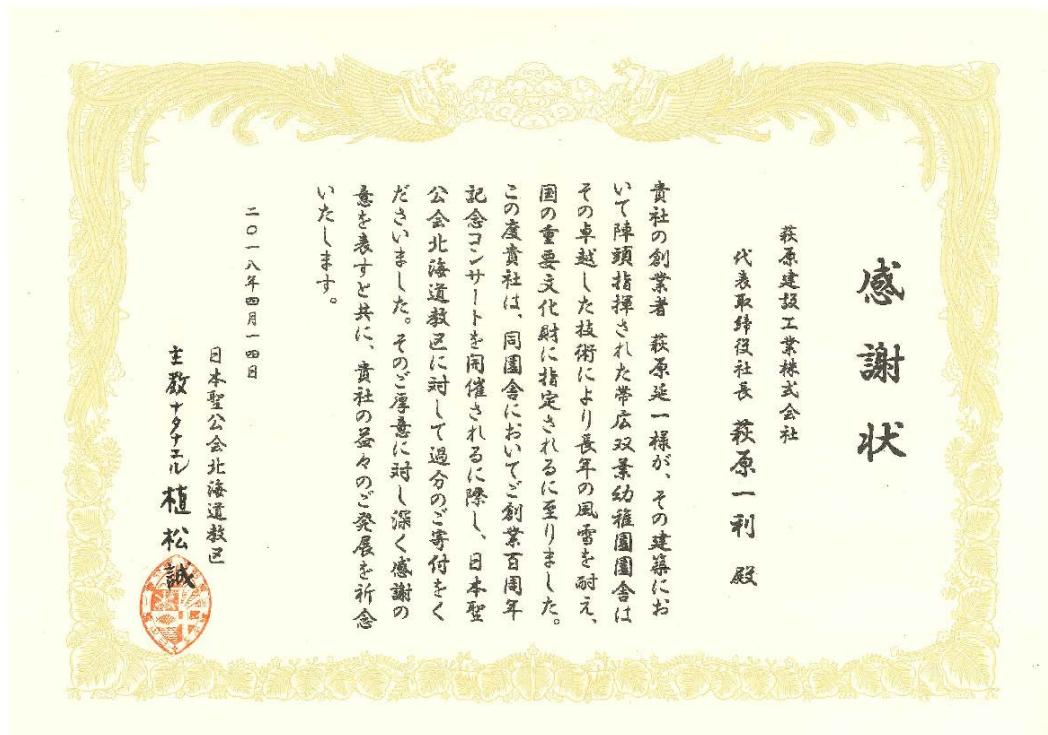 感謝状
萩原建設工業株式会社
代表取締役社長 萩原一利 殿
貴社の創業者 萩原延一様が、その建築にお
いて陣頭指揮された帯広双葉幼稚園園舎は
その卓越した技術により長年の風雪を耐え、
国の重要文化財に指定されるに至りました。
この度貴社は、同園舎においてご創業百周年
記念コンサートを開催されるに際し、日本聖
公会北海道教区に対して過分のご寄付をく
ださいました。そのご厚意に対し深く感謝の
意を表すと共に、貴社の益々のご発展を祈念
いたします。
二〇一八年四月一四日
日本聖公会北海道教区
主教ナタナエル 植松誠